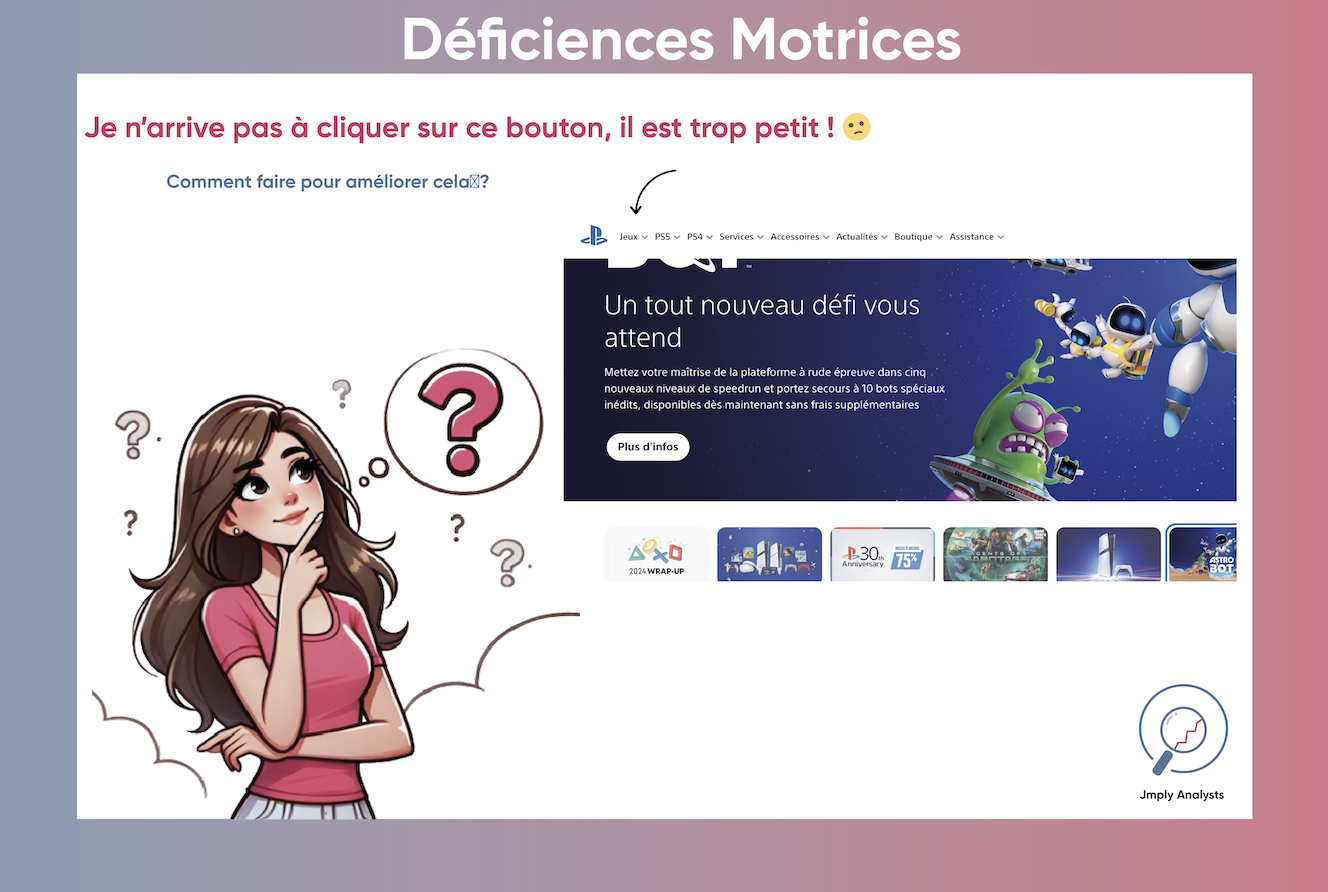 Déficiences Motrices
Je n’arrive pas à cliquer sur ce bouton, il est trop petit !
Comment faire pour améliorer cela ?
Jeux PS5 PS4 Services Accessoires Actualités Boutique Assistance
Un tout nouveau défi vous
attend
Mettez votre maîtrise de la plateforme à rude épreuve dans cinq
nouveaux niveaux de speedrun et portez secours à 10 bots spéciaux
inédits, disponibles dès maintenant sans frais supplémentaires
Plus d'infos
? ? ? ? ? ?
2024 WRAP-UP
30th
Anniversary
75%
ASTRO
BOT
Jmply Analysts